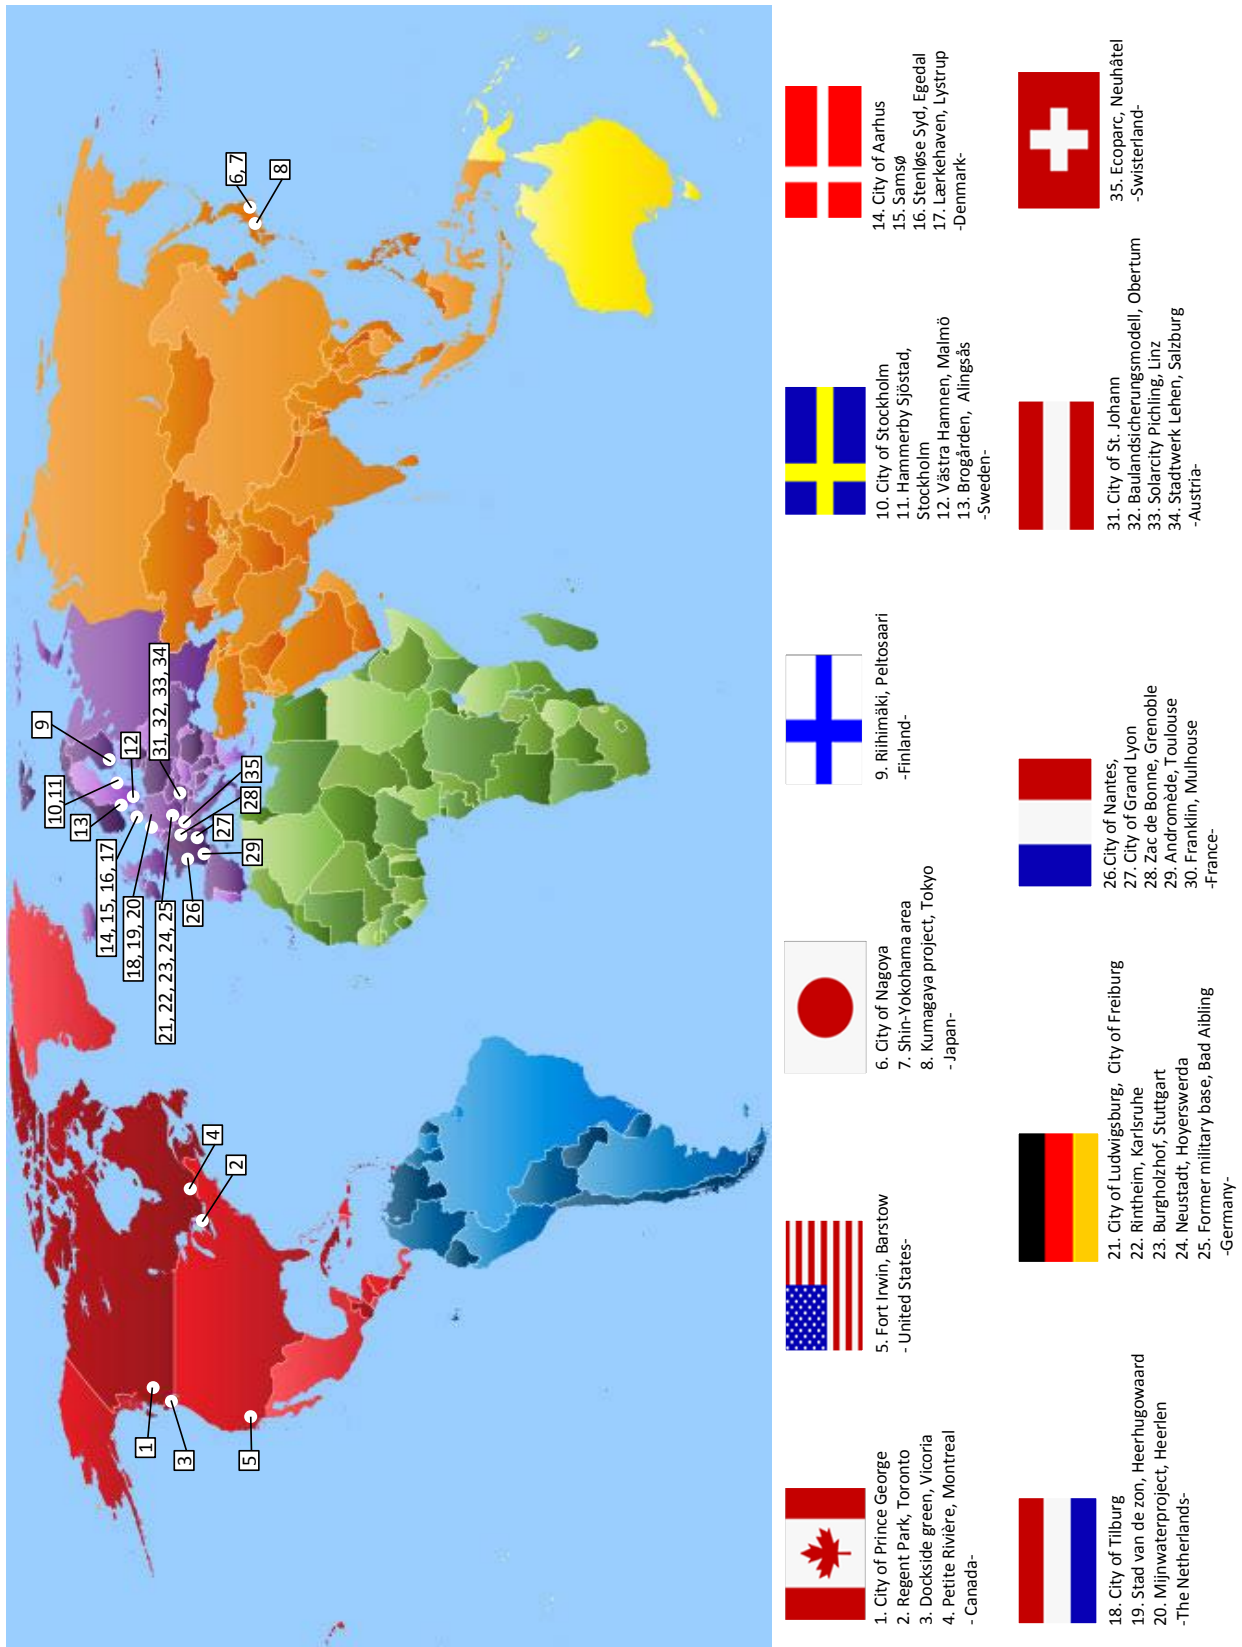 1
3
5
2
4
10,11
13
14, 15, 16, 17
18, 19, 20
21, 22, 23, 24, 25
26
9
12
31, 32, 33, 34
35
28
27
29
6, 7
8
1. City of Prince George
2. Regent Park, Toronto
3. Dockside green, Vicoria
4. Petite Rivière, Montreal
- Canada-
5. Fort Irwin, Barstow
- United States-
6. City of Nagoya
7. Shin-Yokohama area
8. Kumagaya project, Tokyo
- Japan-
9. Riihimäki, Peltosaari
-Finland-
10. City of Stockholm
11. Hammerby Sjöstad,
Stockholm
12. Västra Hamnen, Malmö
13. Brogården, Alingsås
-Sweden-
14. City of Aarhus
15. Samsø
16. Stenløse Syd, Egedal
17. Lærkehaven, Lystrup
-Denmark-
18. City of Tilburg
19. Stad van de zon, Heerhugowaard
20. Mijnwaterproject, Heerlen
-The Netherlands-
21. City of Ludwigsburg, City of Freiburg
22. Rintheim, Karlsruhe
23. Burgholzhof, Stuttgart
24. Neustadt, Hoyerswerda
25. Former military base, Bad Aibling
-Germany-
26.City of Nantes,
27. City of Grand Lyon
28. Zac de Bonne, Grenoble
29. Andromède, Toulouse
30. Franklin, Mulhouse
-France-
31. City of St. Johann
32. Baulandsicherungsmodell, Obertum
33. Solarcity Pichling, Linz
34. Stadtwerk Lehen, Salzburg
-Austria-
35. Ecoparc, Neuhâtel
-Swisterland-